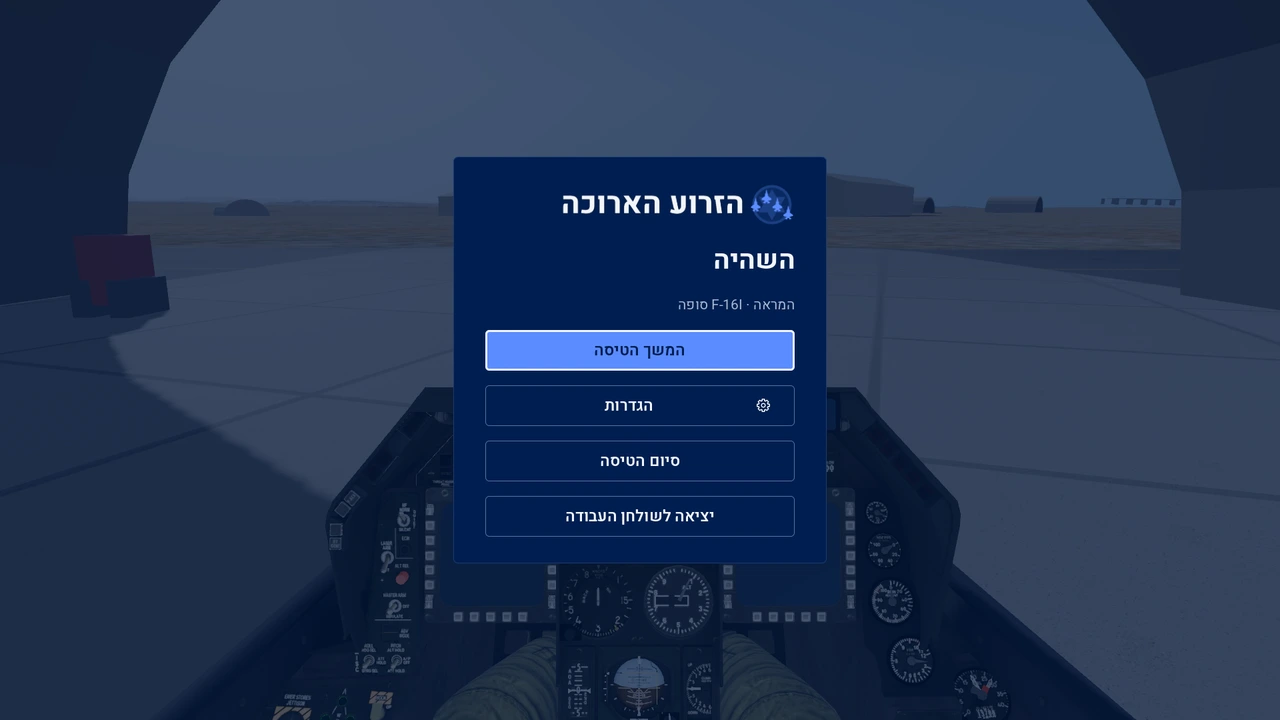 הזרוע הארוכה
השהיה
המראה · F-16I סופה
המשך הטיסה
הגדרות
סיום הטיסה
יציאה לשולחן העבודה